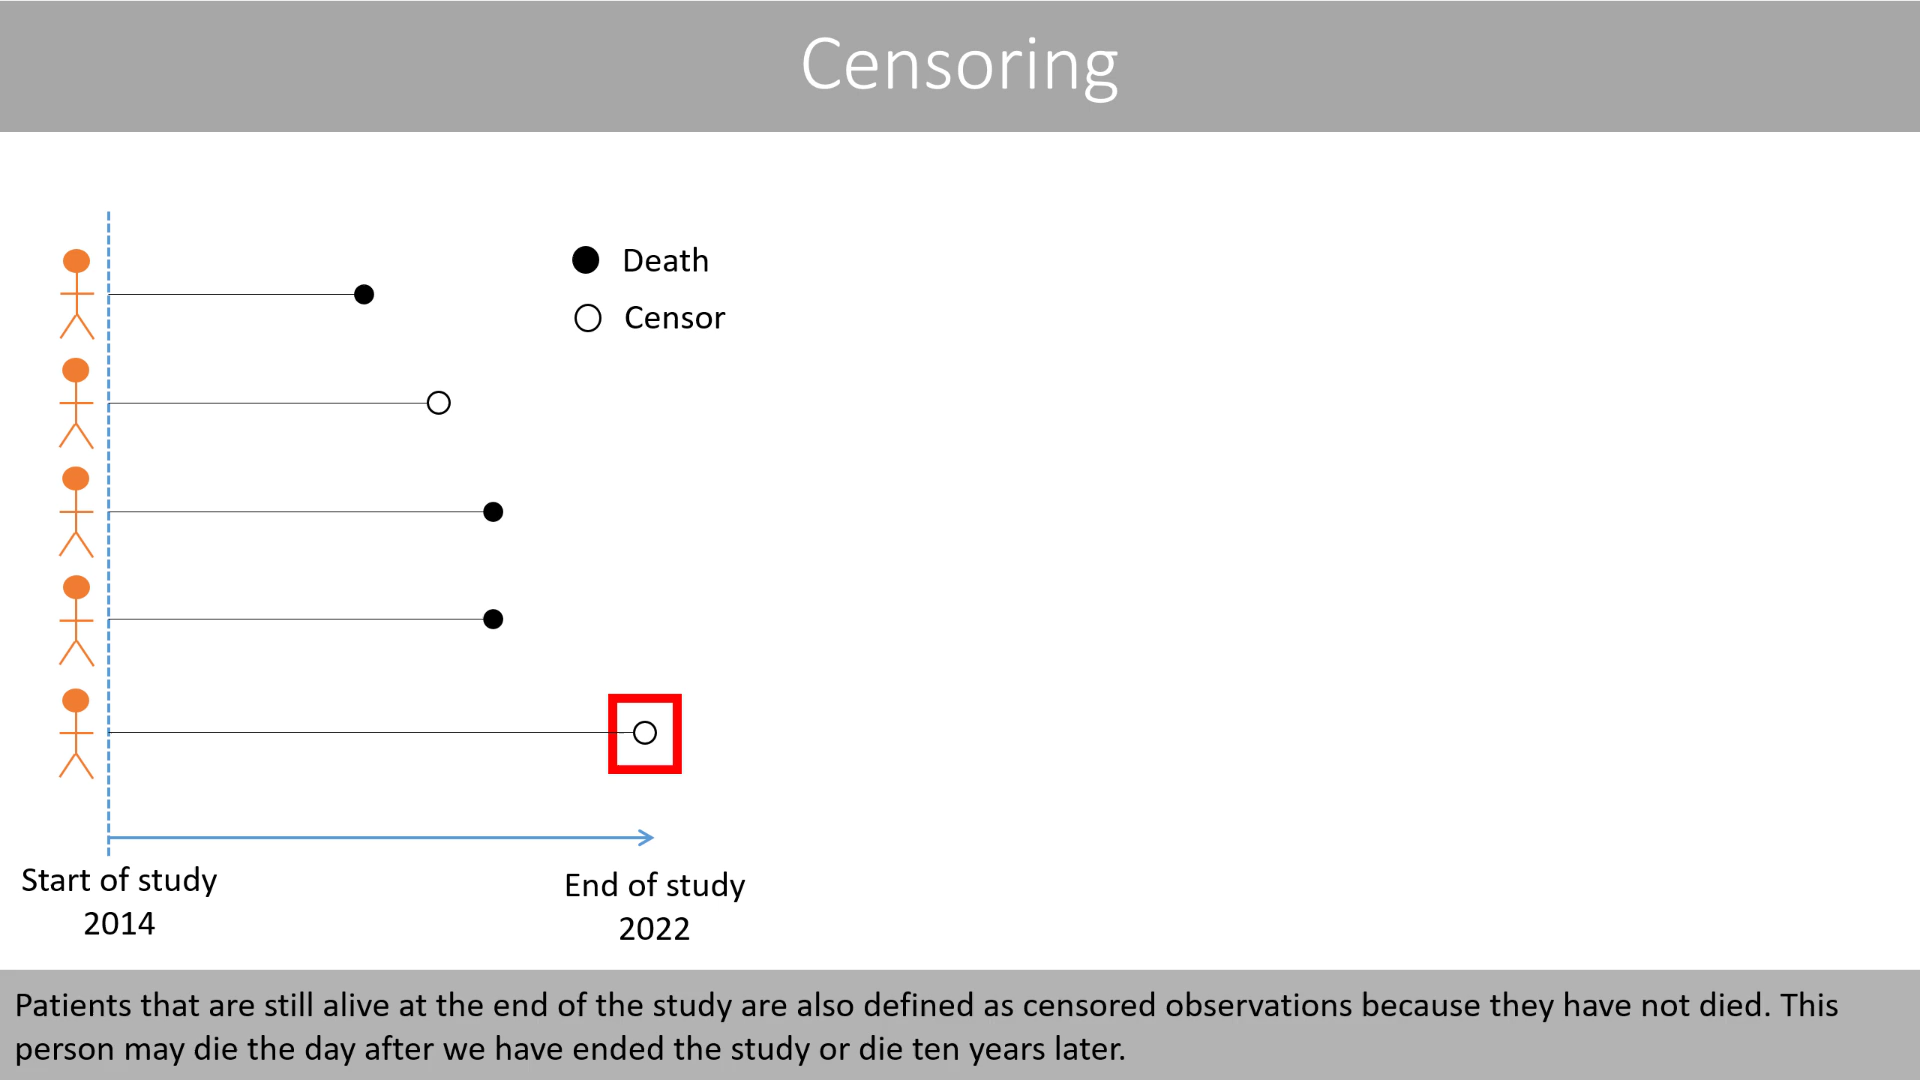 Censoring
Death
Censor
Start of study
2014
End of study
2022
Patients that are still alive at the end of the study are also defined as censored observations because they have not died. This
person may die the day after we have ended the study or die ten years later.